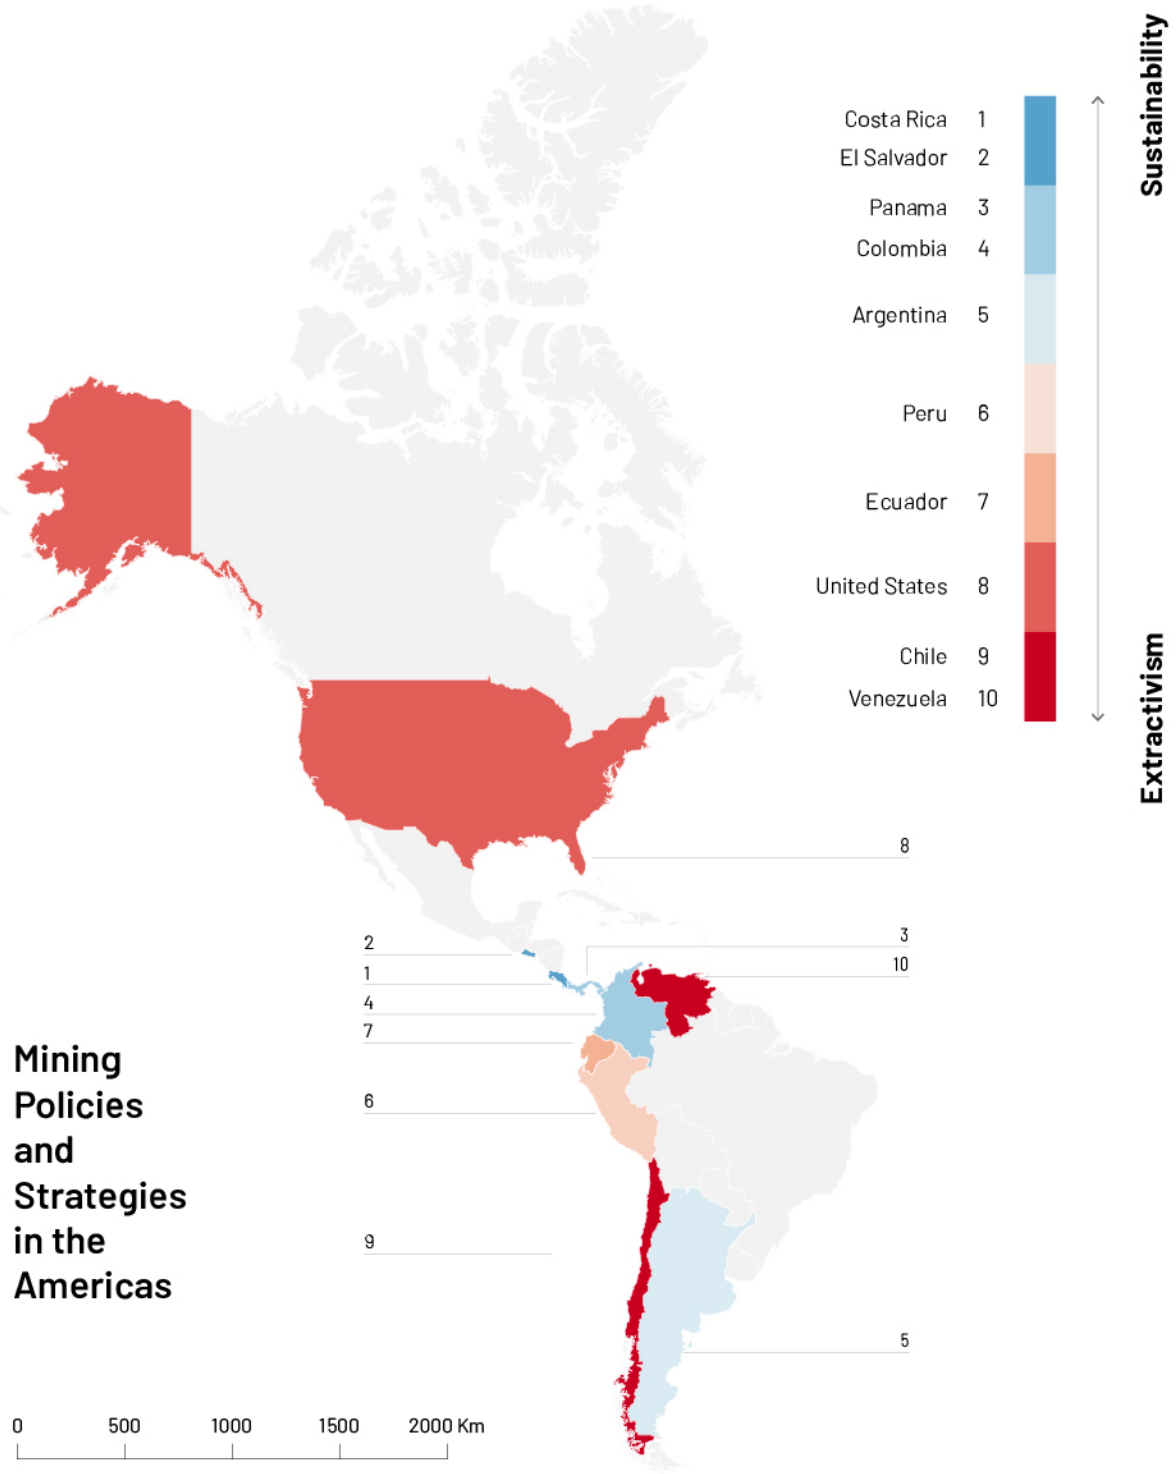 Sustainability
Costa Rica 1
El Salvador 2
Panama 3
Colombia 4
Argentina 5
Peru 6
Ecuador 7
United States 8
Chile 9
Venezuela 10
Extractivism
8
3
10
2
1
4
7
6
9
5
Mining
Policies
and
Strategies
in the
Americas
0 500 1000 1500 2000 Km